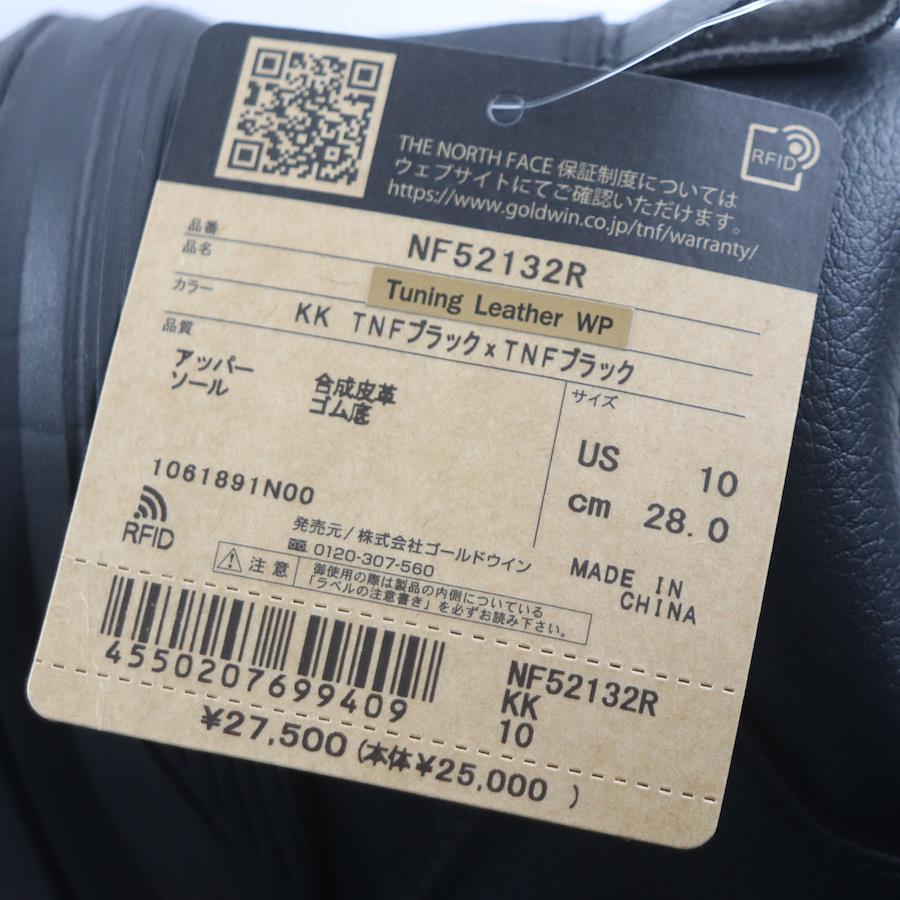 THE NORTH FACE 保証制度については
ウェブサイトにてご確認いただけます。
https://www.goldwin.co.jp/tnf/warranty/
RFID
品番
NF52132R
品名
Tuning Leather WP
カラー
KK TNFブラックxTNFブラック
品質
アッパー 合成皮革
ソール ゴム底
サイズ
US 10
cm 28.0
1061891N00
RFID
発売元/株式会社ゴールドウイン
0120-307-560
MADE IN
CHINA
注意
御使用の際は製品の内側についている
「ラベルの注意書き」を必ずお読み下さい。
4550207699409
NF52132R
KK
10
¥27,500 (本体¥25,000 )